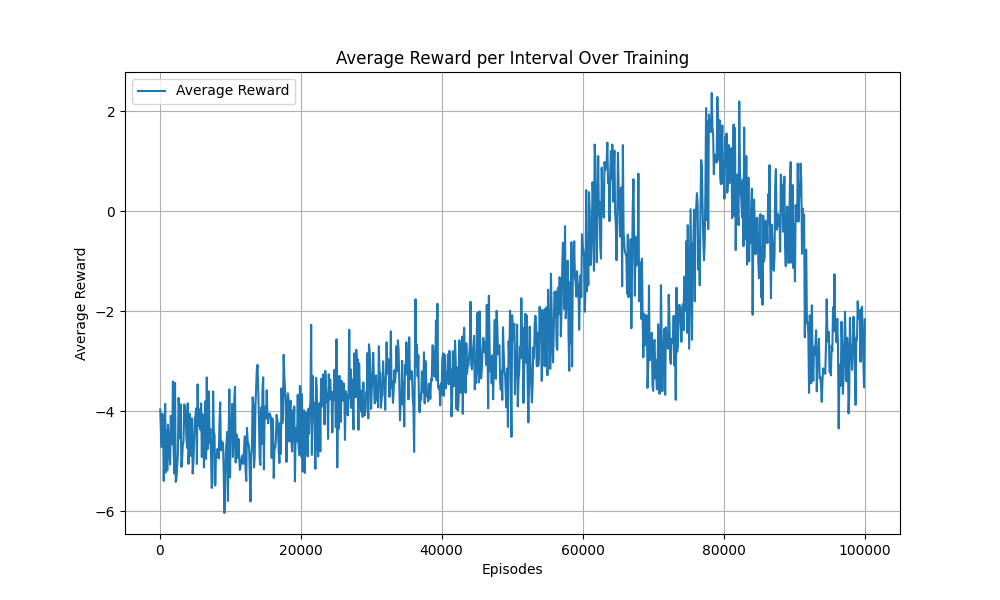 Average Reward per Interval Over Training
Average Reward
2
0
−2
−4
−6
Average Reward
0
20000
40000
60000
80000
100000
Episodes